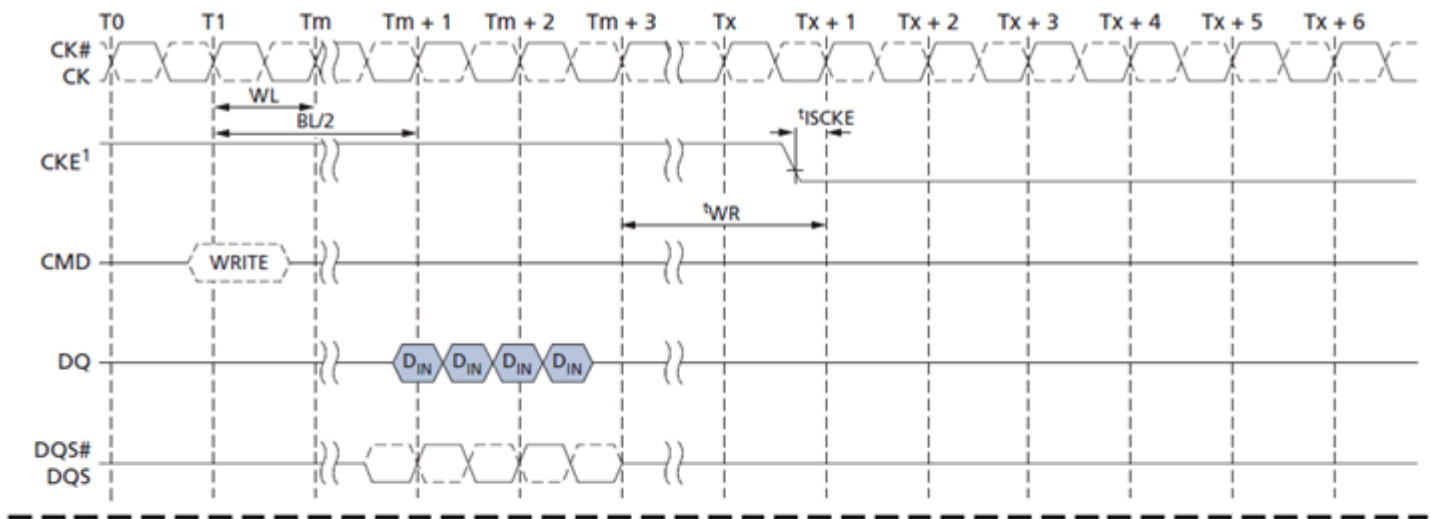 T0 T1 Tm Tm + 1 Tm + 2 Tm + 3 Tx Tx + 1 Tx + 2 Tx + 3 Tx + 4 Tx + 5 Tx + 6
CK#
CK
WL
BL/2
tISCKE
CKE1
tWR
CMD WRITE
DQ DIN DIN DIN DIN
DQS#
DQS